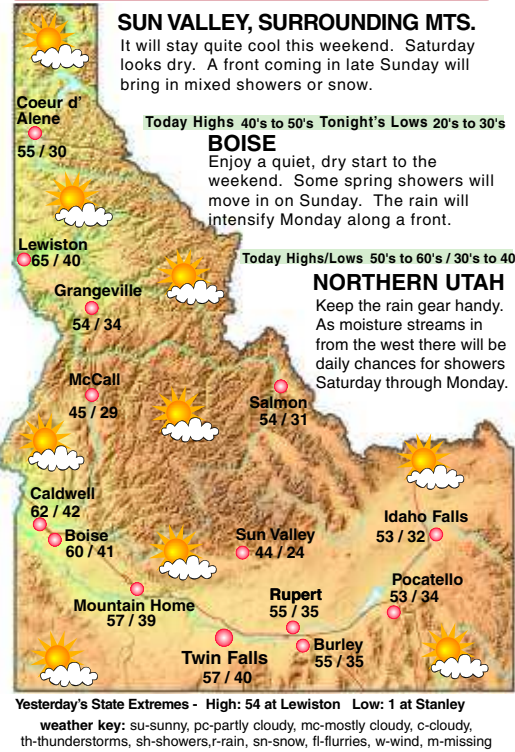 SUN VALLEY, SURROUNDING MTS.
It will stay quite cool this weekend. Saturday
looks dry. A front coming in late Sunday will
bring in mixed showers or snow.
Today Highs 40's to 50's Tonight's Lows 20's to 30's
BOISE
Enjoy a quiet, dry start to the
weekend. Some spring showers will
move in on Sunday. The rain will
intensify Monday along a front.
Today Highs/Lows 50's to 60's / 30's to 40
NORTHERN UTAH
Keep the rain gear handy.
As moisture streams in
from the west there will be
daily chances for showers
Saturday through Monday.
Coeur d'
Alene
55 / 30
Lewiston
65 / 40
Grangeville
54 / 34
McCall
45 / 29
Salmon
54 / 31
Caldwell
62 / 42
Boise
60 / 41
Sun Valley
44 / 24
Idaho Falls
53 / 32
Mountain Home
57 / 39
Rupert
55 / 35
Pocatello
53 / 34
Twin Falls
57 / 40
Burley
55 / 35
Yesterday's State Extremes - High: 54 at Lewiston Low: 1 at Stanley
weather key: su-sunny, pc-partly cloudy, mc-mostly cloudy, c-cloudy,
th-thunderstorms, sh-showers,r-rain, sn-snow, fl-flurries, w-wind, m-missing